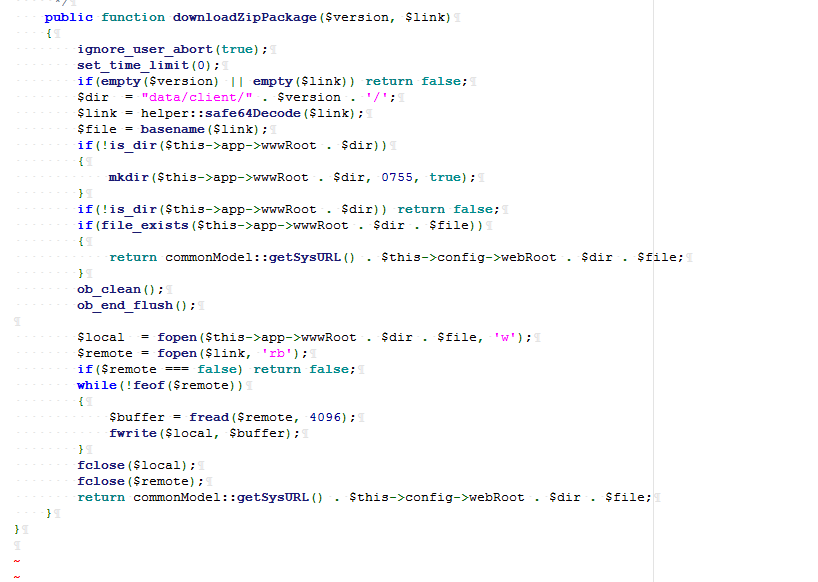 */
public function downloadZipPackage($version, $link)
{
ignore_user_abort(true);
set_time_limit(0);
if(empty($version) || empty($link)) return false;
$dir  = "data/client/" . $version . '/';
$link = helper::safe64Decode($link);
$file = basename($link);
if(!is_dir($this->app->wwwRoot . $dir))
{
mkdir($this->app->wwwRoot . $dir, 0755, true);
}
if(!is_dir($this->app->wwwRoot . $dir)) return false;
if(file_exists($this->app->wwwRoot . $dir . $file))
{
return commonModel::getSysURL() . $this->config->webRoot . $dir . $file;
}
ob_clean();
ob_end_flush();

$local  = fopen($this->app->wwwRoot . $dir . $file, 'w');
$remote = fopen($link, 'rb');
if($remote === false) return false;
while(!feof($remote))
{
$buffer = fread($remote, 4096);
fwrite($local, $buffer);
}
fclose($local);
fclose($remote);
return commonModel::getSysURL() . $this->config->webRoot . $dir . $file;
}
}
~
~